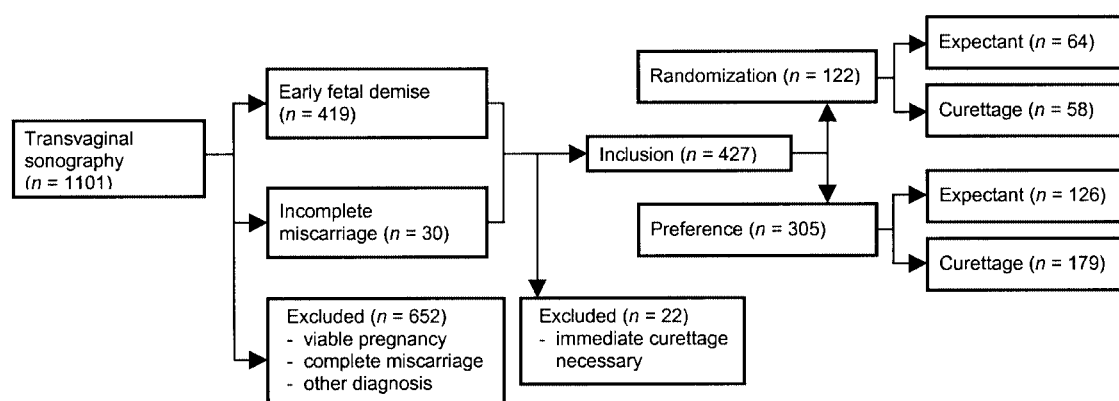 Transvaginal
sonography
(n = 1101)
Early fetal demise
(n = 419)
Incomplete
miscarriage (n = 30)
Excluded (n = 652)
- viable pregnancy
- complete miscarriage
- other diagnosis
Excluded (n = 22)
- immediate curettage
necessary
Inclusion (n = 427)
Randomization (n = 122)
Preference (n = 305)
Expectant (n = 64)
Curettage (n = 58)
Expectant (n = 126)
Curettage (n = 179)